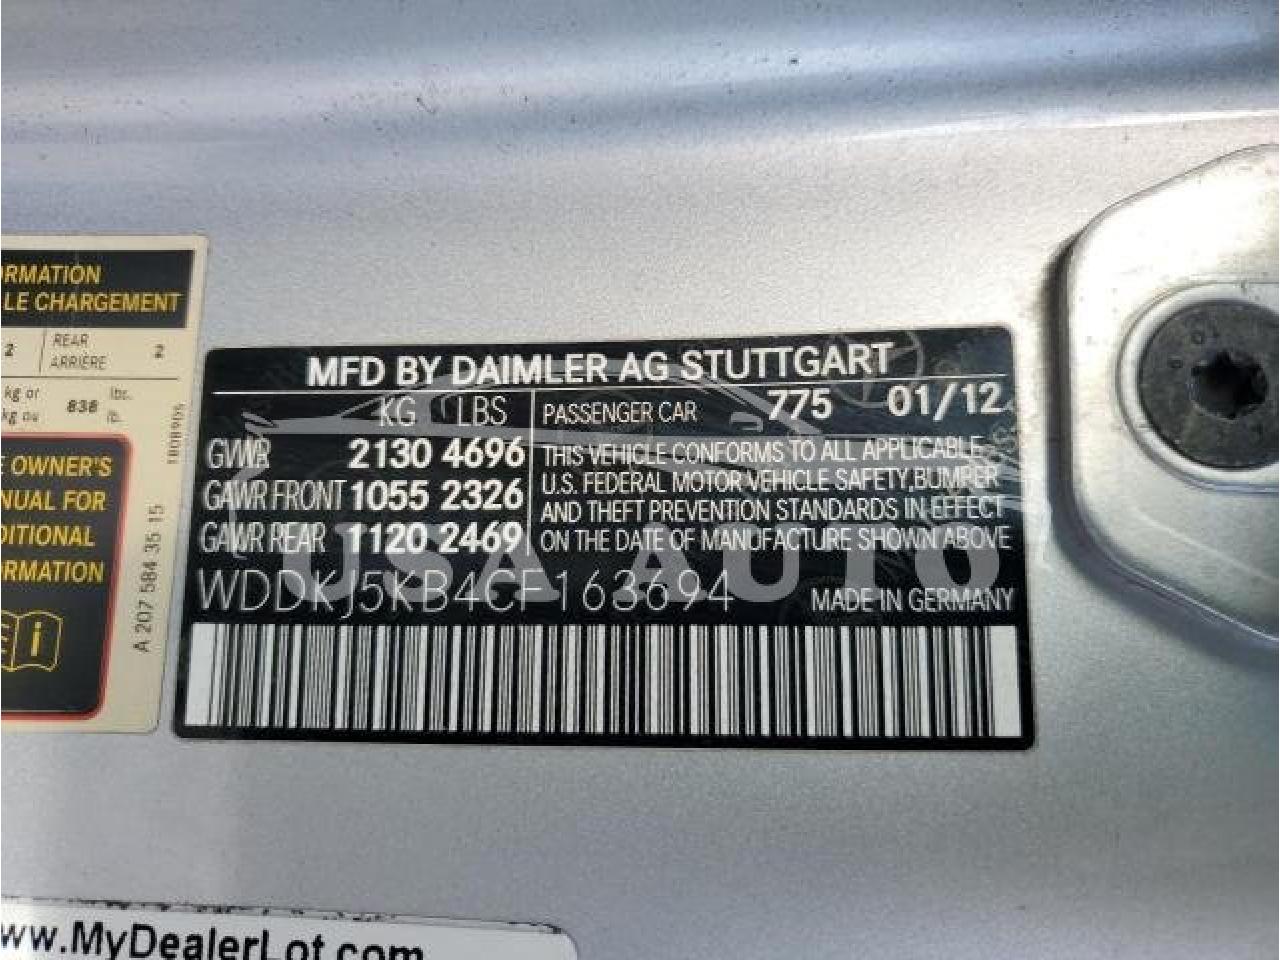 ORMATION
LE CHARGEMENT
2 REAR ARRIÈRE 2
kg or 838 lbs.
kg ou lb.
E OWNER'S
ANUAL FOR
DITIONAL
ORMATION
A 207 584 35 15
MFD BY DAIMLER AG STUTTGART
KG LBS PASSENGER CAR 775 01/12
GVWR 2130 4696
GAWR FRONT 1055 2326
GAWR REAR 1120 2469
THIS VEHICLE CONFORMS TO ALL APPLICABLE
U.S. FEDERAL MOTOR VEHICLE SAFETY, BUMPER
AND THEFT PREVENTION STANDARDS IN EFFECT
ON THE DATE OF MANUFACTURE SHOWN ABOVE
WDDKJ5KB4CF163694 MADE IN GERMANY
USA AUTO
ww.MyDealerLot.com